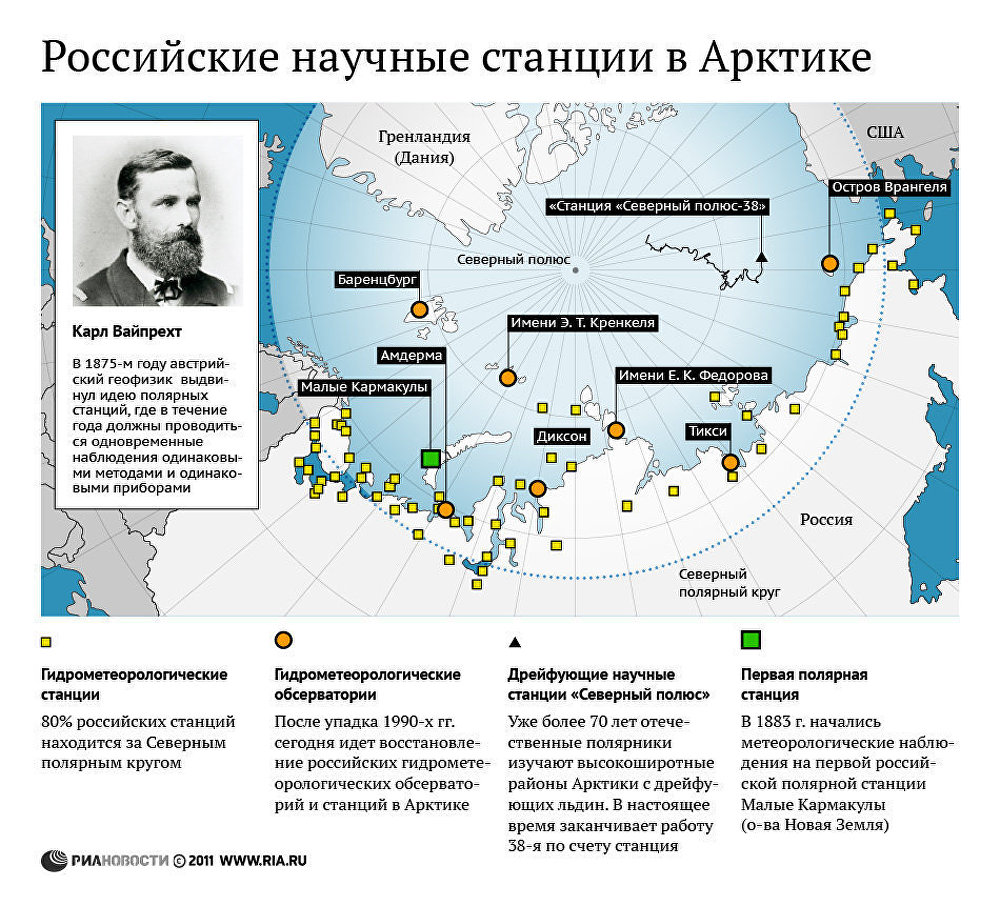 Российские научные станции в Арктике
Гренландия
(Дания)
США
Остров Врангеля
«Станция «Северный полюс-38»
Северный полюс
Баренцбург
Имени Э. Т. Кренкеля
Амдерма
Имени Е. К. Федорова
Малые Кармакулы
Диксон
Тикси
Россия
Северный
полярный круг
Карл Вайпрехт
В 1875-м году австрий-
ский геофизик выдви-
нул идею полярных
станций, где в течение
года должны проводить-
ся одновременные
наблюдения одинаковы-
ми методами и одинако-
выми приборами
Гидрометеорологические
станции
80% российских станций
находится за Северным
полярным кругом
Гидрометеорологические
обсерватории
После упадка 1990-х гг.
сегодня идет восстановле-
ние российских гидромете-
орологических обсервато-
рий и станций в Арктике
Дрейфующие научные
станции «Северный полюс»
Уже более 70 лет отече-
ственные полярники
изучают высокоширотные
районы Арктики с дрейфу-
ющих льдин. В настоящее
время заканчивает работу
38-я по счету станция
Первая полярная
станция
В 1883 г. начались
метеорологические наблю-
дения на первой россий-
ской полярной станции
Малые Кармакулы
(о-ва Новая Земля)
РИАНОВОСТИ © 2011 WWW.RIA.RU